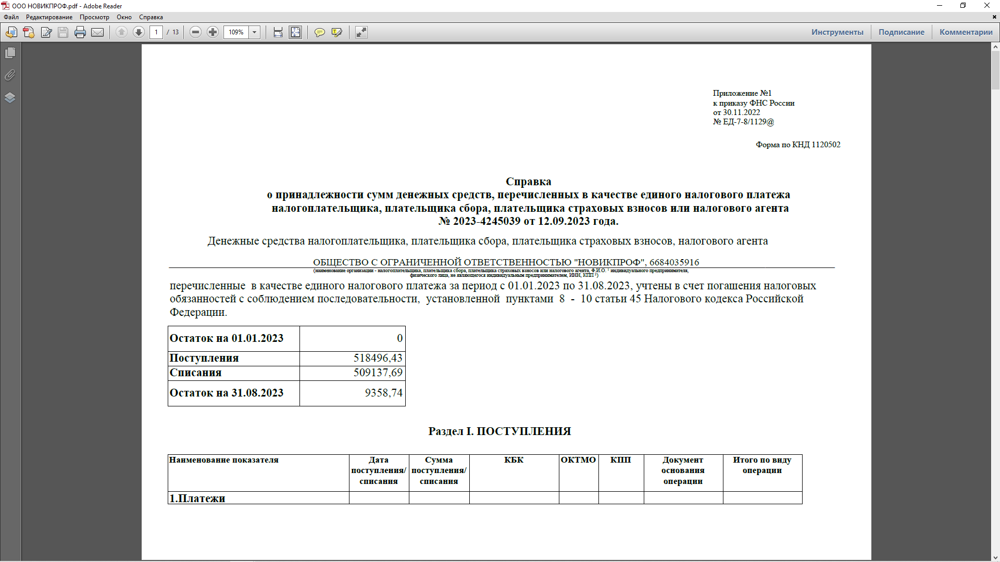 ООО НОВИКПРОФ.pdf - Adobe Reader
Файл Редактирование Просмотр Окно Справка
1 / 13 109% Инструменты Подписание Комментарии
Приложение №1
к приказу ФНС России
от 30.11.2022
№ ЕД-7-8/1129@
Форма по КНД 1120502
Справка
о принадлежности сумм денежных средств, перечисленных в качестве единого налогового платежа
налогоплательщика, плательщика сбора, плательщика страховых взносов или налогового агента
№ 2023-4245039 от 12.09.2023 года.
Денежные средства налогоплательщика, плательщика сбора, плательщика страховых взносов, налогового агента
ОБЩЕСТВО С ОГРАНИЧЕННОЙ ОТВЕТСТВЕННОСТЬЮ "НОВИКПРОФ", 6684035916
(наименование организации - налогоплательщика, плательщика сбора, плательщика страховых взносов или налогового агента, Ф.И.О. ¹ индивидуального предпринимателя,
физического лица, не являющегося индивидуальным предпринимателем, ИНН, КПП ²)
перечисленные в качестве единого налогового платежа за период с 01.01.2023 по 31.08.2023, учтены в счет погашения налоговых
обязанностей с соблюдением последовательности, установленной пунктами 8 - 10 статьи 45 Налогового кодекса Российской
Федерации.
Остаток на 01.01.2023 0
Поступления 518496,43
Списания 509137,69
Остаток на 31.08.2023 9358,74
Раздел I. ПОСТУПЛЕНИЯ
Наименование показателя Дата поступления/ списания Сумма поступления/ списания КБК ОКТМО КПП Документ основания операции Итого по виду операции
1.Платежи